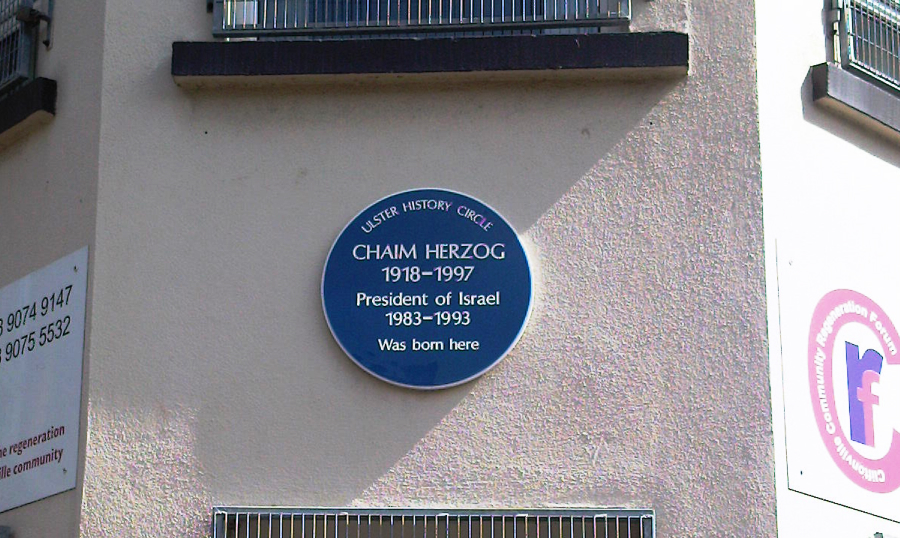 ULSTER HISTORY CIRCLE
CHAIM HERZOG
1918–1997
President of Israel
1983–1993
Was born here
9074 9147
9075 5532
regeneration
community
Cliftonville Community Regeneration Forum
rf